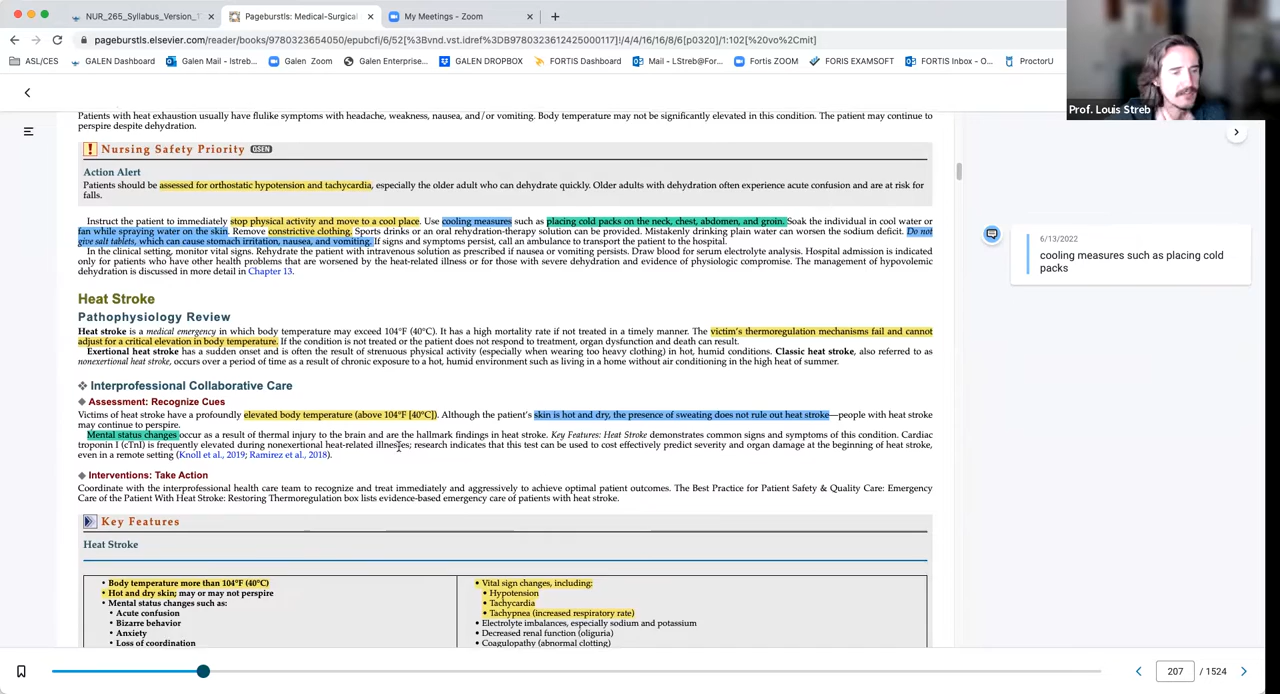 NUR_265_Syllabus_Version_1
Pageburstls: Medical-Surgical
My Meetings - Zoom
pageburstls.elsevier.com/reader/books/9780323654050/epubcfi/6/52[%3Bvnd.vst.idref%3DB9780323612425000117]!/4/4/16/16/8/6[p0320]/1:102[%20vo%2Cmit]
ASL/CES
GALEN Dashboard
Galen Mail - lstreb...
Galen Zoom
Galen Enterprise...
GALEN DROPBOX
FORTIS Dashboard
Mail - LStreb@For...
Fortis ZOOM
FORIS EXAMSOFT
FORTIS Inbox - O...
ProctorU
Prof. Louis Streb
Patients with heat exhaustion usually have flulike symptoms with headache, weakness, nausea, and/or vomiting. Body temperature may not be significantly elevated in this condition. The patient may continue to
perspire despite dehydration.
! Nursing Safety Priority QSEN
Action Alert
Patients should be assessed for orthostatic hypotension and tachycardia, especially the older adult who can dehydrate quickly. Older adults with dehydration often experience acute confusion and are at risk for
falls.
Instruct the patient to immediately stop physical activity and move to a cool place. Use cooling measures such as placing cold packs on the neck, chest, abdomen, and groin. Soak the individual in cool water or
fan while spraying water on the skin. Remove constrictive clothing. Sports drinks or an oral rehydration-therapy solution can be provided. Mistakenly drinking plain water can worsen the sodium deficit. Do not
give salt tablets, which can cause stomach irritation, nausea, and vomiting. If signs and symptoms persist, call an ambulance to transport the patient to the hospital.
In the clinical setting, monitor vital signs. Rehydrate the patient with intravenous solution as prescribed if nausea or vomiting persists. Draw blood for serum electrolyte analysis. Hospital admission is indicated
only for patients who have other health problems that are worsened by the heat-related illness or for those with severe dehydration and evidence of physiologic compromise. The management of hypovolemic
dehydration is discussed in more detail in Chapter 13.
6/13/2022
cooling measures such as placing cold
packs
Heat Stroke
Pathophysiology Review
Heat stroke is a medical emergency in which body temperature may exceed 104°F (40°C). It has a high mortality rate if not treated in a timely manner. The victim's thermoregulation mechanisms fail and cannot
adjust for a critical elevation in body temperature. If the condition is not treated or the patient does not respond to treatment, organ dysfunction and death can result.
Exertional heat stroke has a sudden onset and is often the result of strenuous physical activity (especially when wearing too heavy clothing) in hot, humid conditions. Classic heat stroke, also referred to as
nonexertional heat stroke, occurs over a period of time as a result of chronic exposure to a hot, humid environment such as living in a home without air conditioning in the high heat of summer.
❖ Interprofessional Collaborative Care
◆ Assessment: Recognize Cues
Victims of heat stroke have a profoundly elevated body temperature (above 104°F [40°C]). Although the patient's skin is hot and dry, the presence of sweating does not rule out heat stroke—people with heat stroke
may continue to perspire.
Mental status changes occur as a result of thermal injury to the brain and are the hallmark findings in heat stroke. Key Features: Heat Stroke demonstrates common signs and symptoms of this condition. Cardiac
troponin I (cTnI) is frequently elevated during nonexertional heat-related illnesses; research indicates that this test can be used to effectively predict severity and organ damage at the beginning of heat stroke,
even in a remote setting (Knoll et al., 2019; Ramirez et al., 2018).
◆ Interventions: Take Action
Coordinate with the interprofessional health care team to recognize and treat immediately and aggressively to achieve optimal patient outcomes. The Best Practice for Patient Safety & Quality Care: Emergency
Care of the Patient With Heat Stroke: Restoring Thermoregulation box lists evidence-based emergency care of patients with heat stroke.
Key Features
Heat Stroke
• Body temperature more than 104°F (40°C)
• Hot and dry skin; may or may not perspire
• Mental status changes such as:
• Acute confusion
• Bizarre behavior
• Anxiety
• Loss of coordination
• Vital sign changes, including:
• Hypotension
• Tachycardia
• Tachypnea (increased respiratory rate)
• Electrolyte imbalances, especially sodium and potassium
• Decreased renal function (oliguria)
• Coagulopathy (abnormal clotting)
207 / 1524